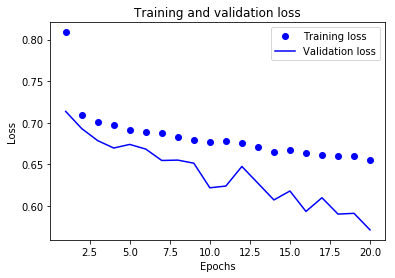 Training and validation loss
Training loss
Validation loss
0.80
0.75
0.70
0.65
0.60
Loss
2.5 5.0 7.5 10.0 12.5 15.0 17.5 20.0
Epochs